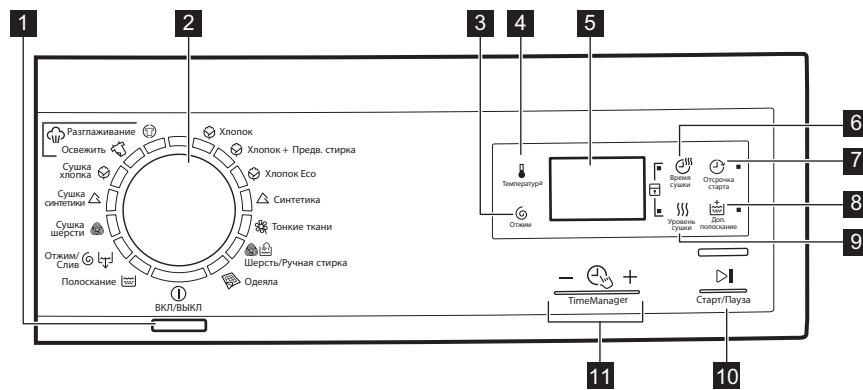 1
2
3
4
5
6
7
8
9
10
11
Разглаживание
Освежить
Сушка
хлопка
Сушка
синтетики
Сушка
шерсти
Отжим/
Слив
Полоскание
ВКЛ/ВЫКЛ
Хлопок
Хлопок + Предв. стирка
Хлопок Eco
Синтетика
Тонкие ткани
Шерсть/Ручная стирка
Одеяла
Температура
Отжим
Время
сушки
Отсрочка
старта
Уровень
сушки
Доп.
полоскание
TimeManager
Старт/Пауза